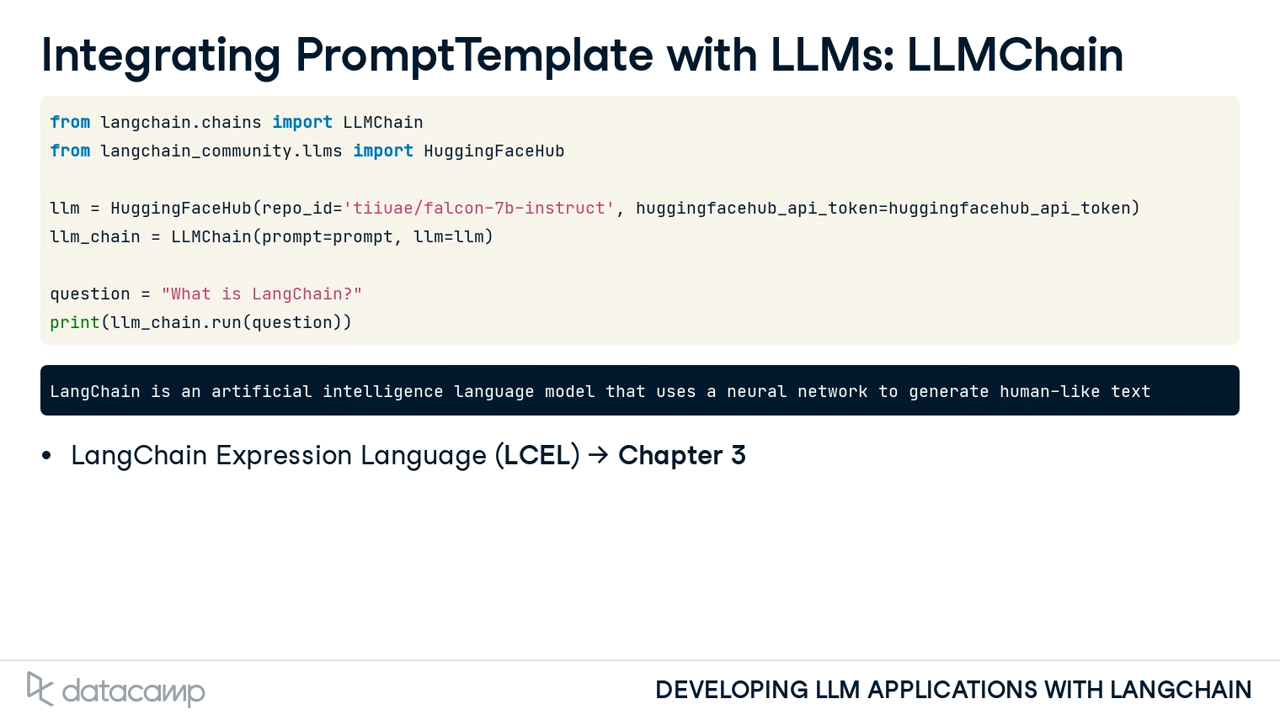 Integrating PromptTemplate with LLMs: LLMChain
from langchain.chains import LLMChain
from langchain_community.llms import HuggingFaceHub
llm = HuggingFaceHub(repo_id='tiiuae/falcon-7b-instruct', huggingfacehub_api_token=huggingfacehub_api_token)
llm_chain = LLMChain(prompt=prompt, llm=llm)
question = "What is LangChain?"
print(llm_chain.run(question))
LangChain is an artificial intelligence language model that uses a neural network to generate human-like text
• LangChain Expression Language (LCEL) → Chapter 3
datacamp
DEVELOPING LLM APPLICATIONS WITH LANGCHAIN